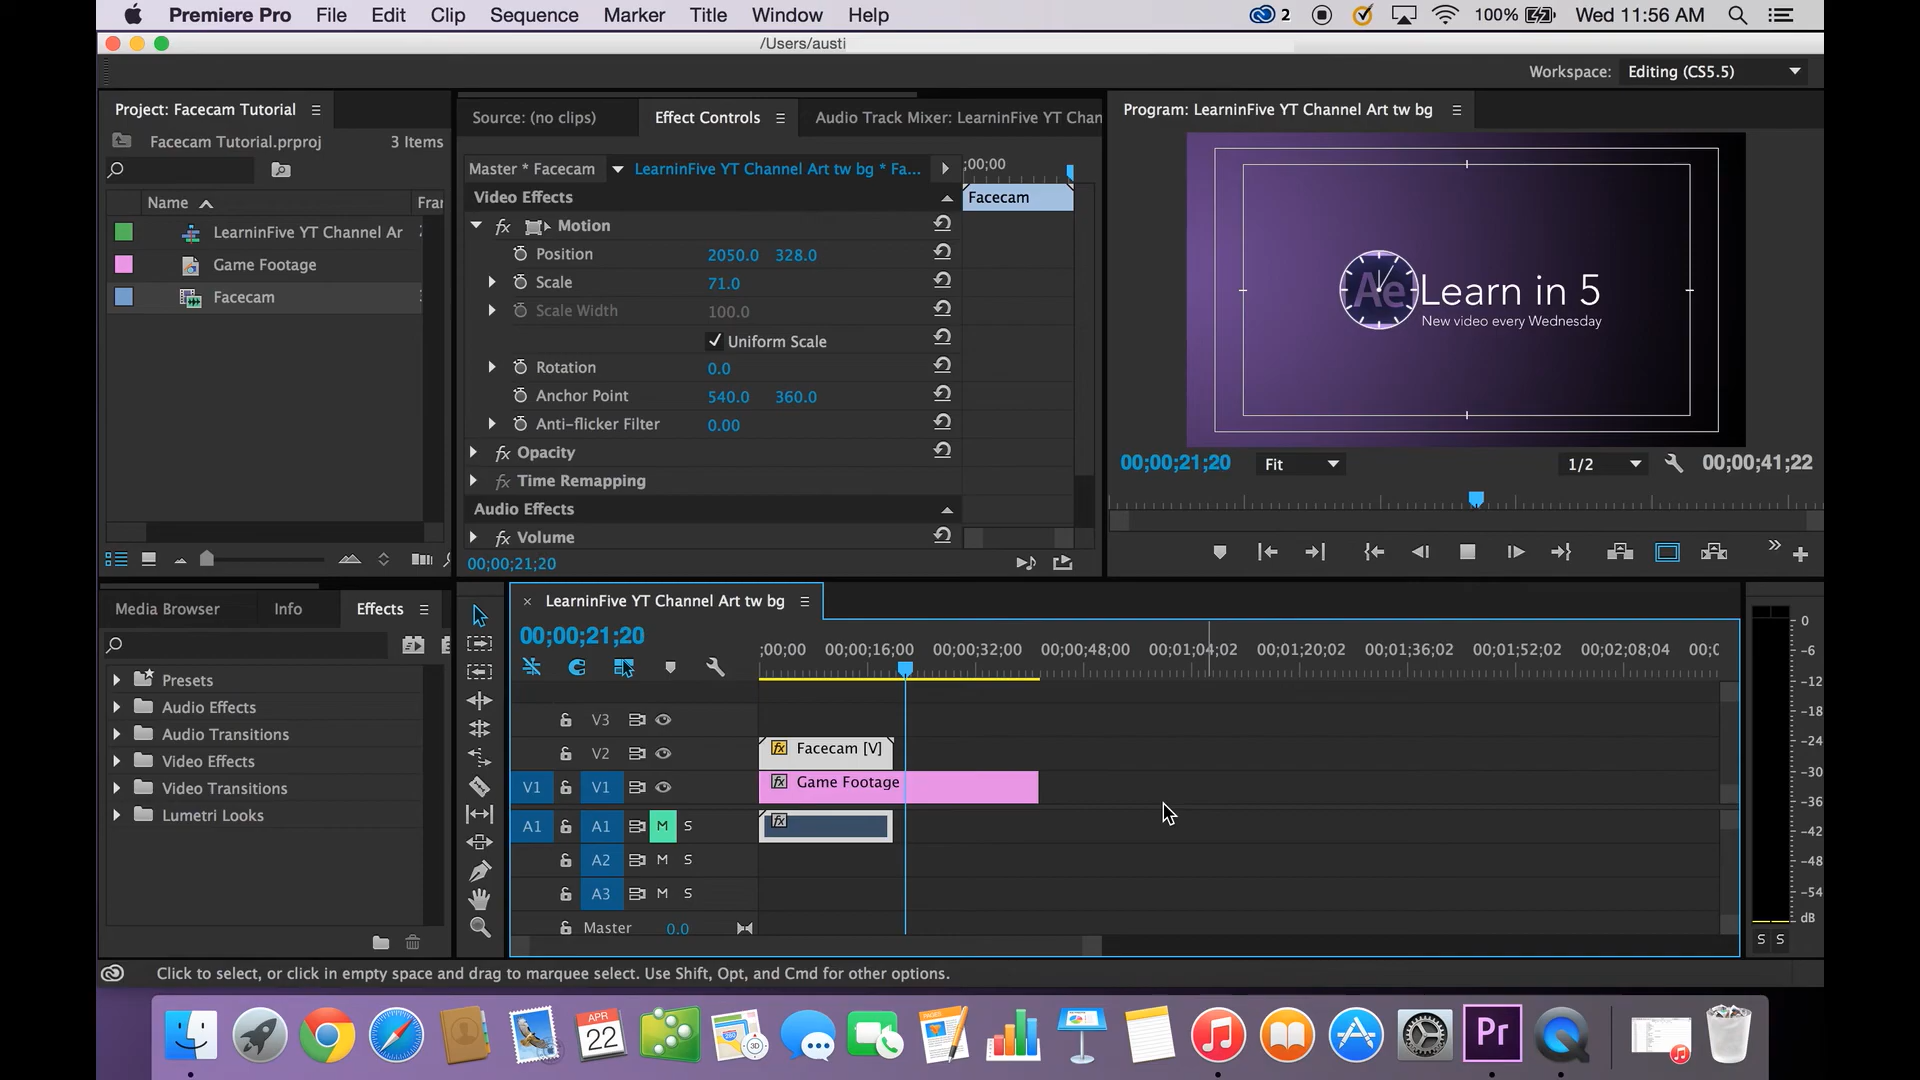 Premiere Pro File Edit Clip Sequence Marker Title Window Help 2 100% Wed 11:56 AM
/Users/austi
Workspace: Editing (CS5.5)
Project: Facecam Tutorial
Facecam Tutorial.prproj 3 Items
Name Fra
LearninFive YT Channel Ar
Game Footage
Facecam
Source: (no clips) Effect Controls Audio Track Mixer: LearninFive YT Chan
Master * Facecam LearninFive YT Channel Art tw bg * Fa... ;00;00
Video Effects Facecam
fx Motion
Position 2050.0 328.0
Scale 71.0
Scale Width 100.0
Uniform Scale
Rotation 0.0
Anchor Point 540.0 360.0
Anti-flicker Filter 0.00
fx Opacity
fx Time Remapping
Audio Effects
fx Volume
00;00;21;20
Program: LearninFive YT Channel Art tw bg
Ae Learn in 5
New video every Wednesday
00;00;21;20 Fit 1/2 00;00;41;22
Media Browser Info Effects
Presets
Audio Effects
Audio Transitions
Video Effects
Video Transitions
Lumetri Looks
LearninFive YT Channel Art tw bg
00;00;21;20
;00;00 00;00;16;00 00;00;32;00 00;00;48;00 00;01;04;02 00;01;20;02 00;01;36;02 00;01;52;02 00;02;08;04 00;0
V3
V2 fx Facecam [V]
V1 V1 fx Game Footage
A1 A1 M S fx
A2 M S
A3 M S
Master 0.0
0
-6
-12
-18
-24
-30
-36
-42
-48
-54
dB
S S
Click to select, or click in empty space and drag to marquee select. Use Shift, Opt, and Cmd for other options.
APR
22
3D
Pr